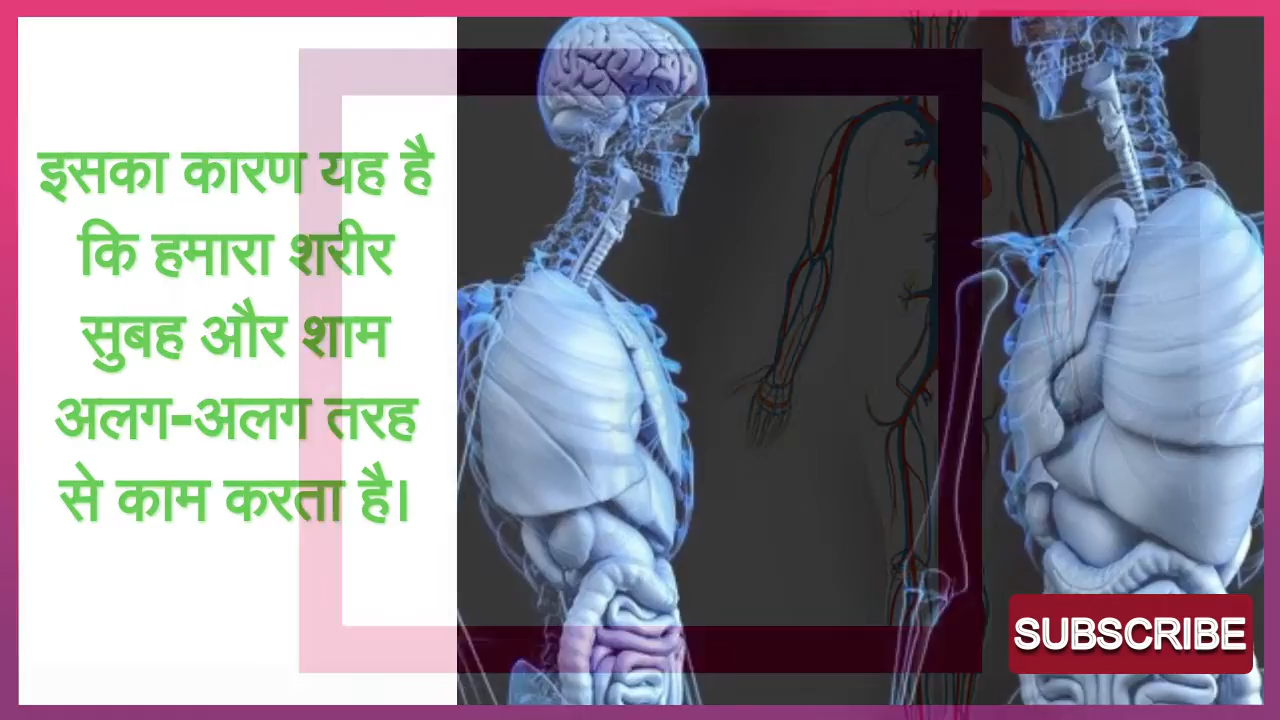 इसका कारण यह है
कि हमारा शरीर
सुबह और शाम
अलग-अलग तरह
से काम करता है।
SUBSCRIBE